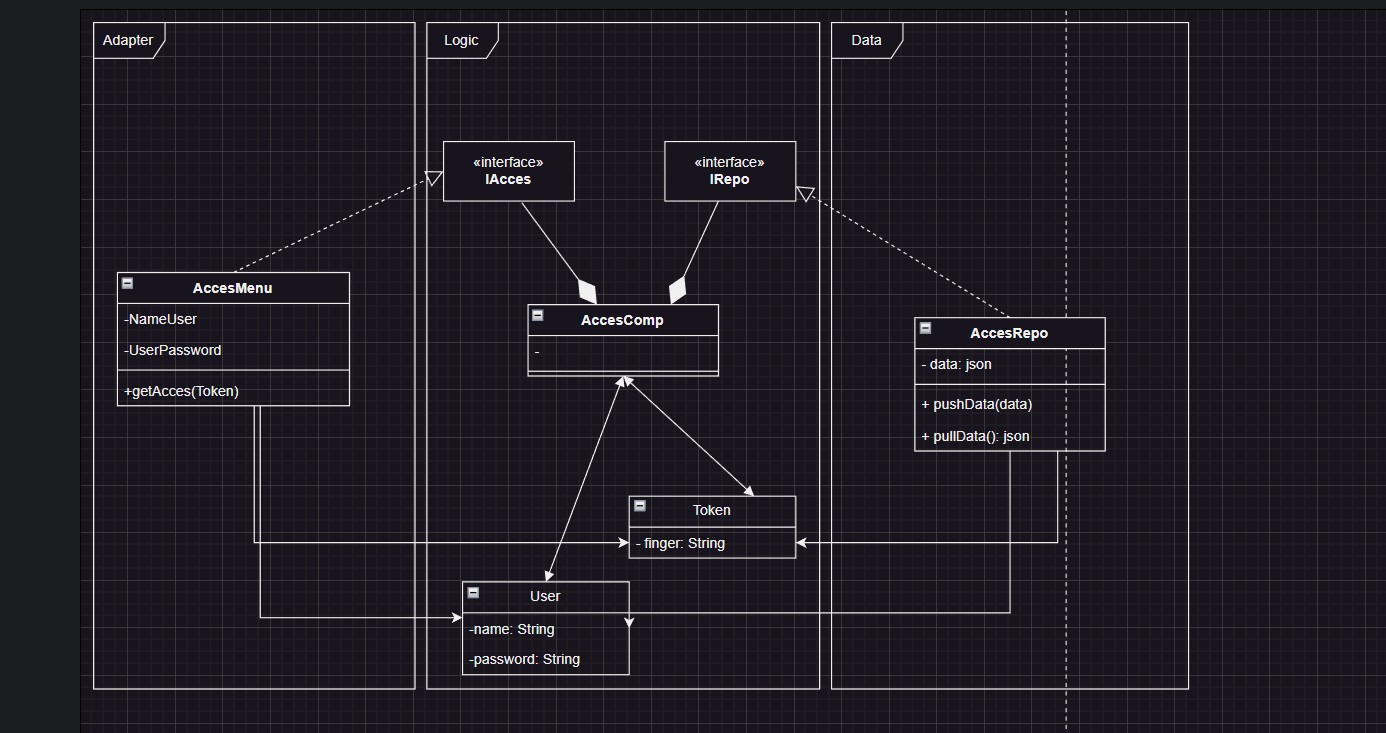 Adapter
Logic
Data
«interface»
IAcces
«interface»
IRepo
AccesMenu
-NameUser
-UserPassword
+getAcces(Token)
AccesComp
-
AccesRepo
- data: json
+ pushData(data)
+ pullData(): json
Token
- finger: String
User
-name: String
-password: String